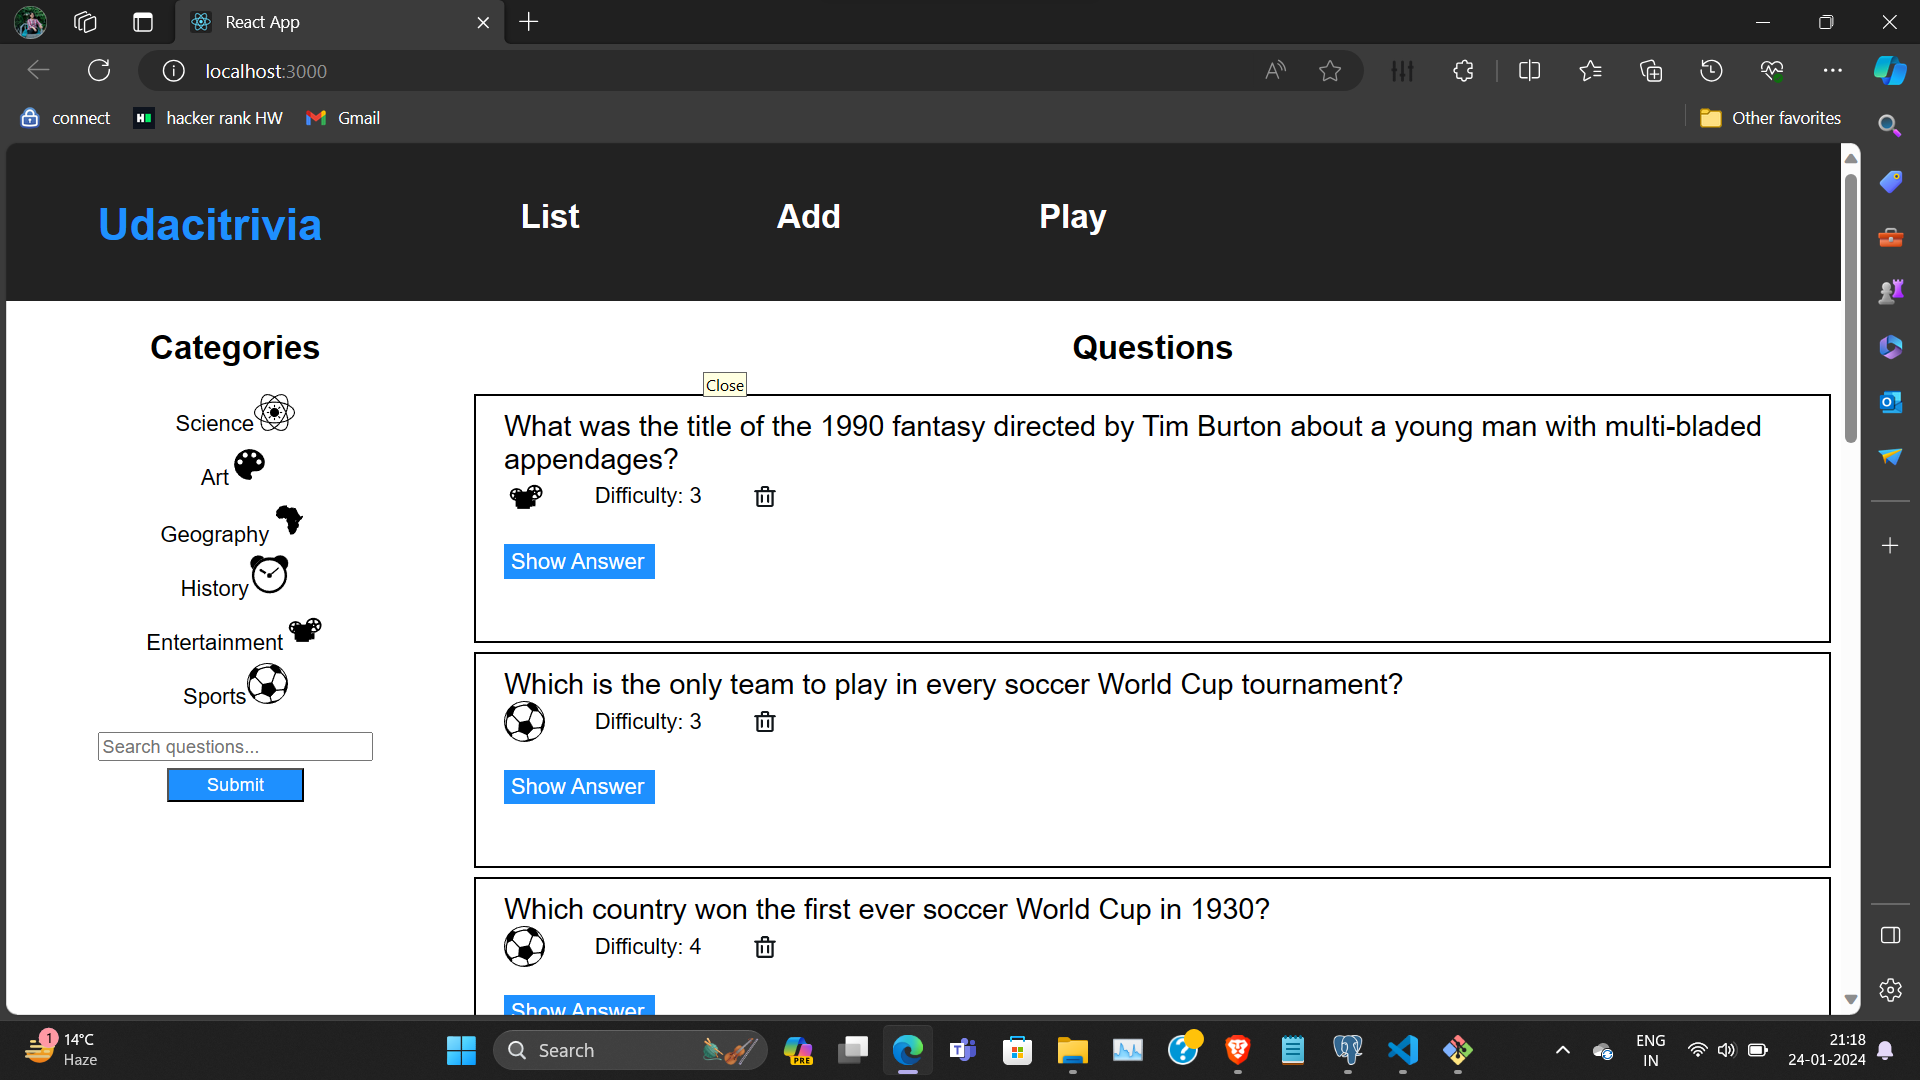 React App
localhost:3000
connect
hacker rank HW
Gmail
Other favorites
Udacitrivia
List
Add
Play
Categories
Science
Art
Geography
History
Entertainment
Sports
Search questions...
Submit
Questions
Close
What was the title of the 1990 fantasy directed by Tim Burton about a young man with multi-bladed
appendages?
Difficulty: 3
Show Answer
Which is the only team to play in every soccer World Cup tournament?
Difficulty: 3
Show Answer
Which country won the first ever soccer World Cup in 1930?
Difficulty: 4
Show Answer
1
14°C
Haze
Search
PRE
ENG
IN
21:18
24-01-2024